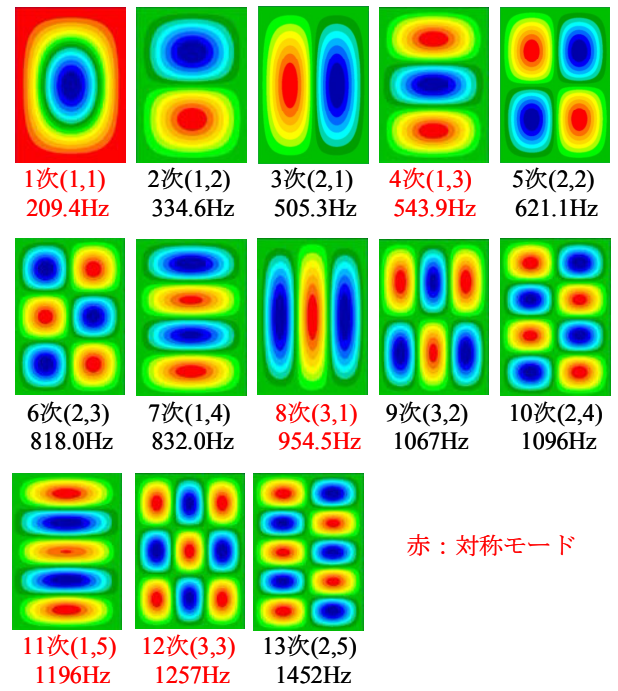 1次(1,1)
209.4Hz
2次(1,2)
334.6Hz
3次(2,1)
505.3Hz
4次(1,3)
543.9Hz
5次(2,2)
621.1Hz
6次(2,3)
818.0Hz
7次(1,4)
832.0Hz
8次(3,1)
954.5Hz
9次(3,2)
1067Hz
10次(2,4)
1096Hz
11次(1,5)
1196Hz
12次(3,3)
1257Hz
13次(2,5)
1452Hz
赤：対称モード